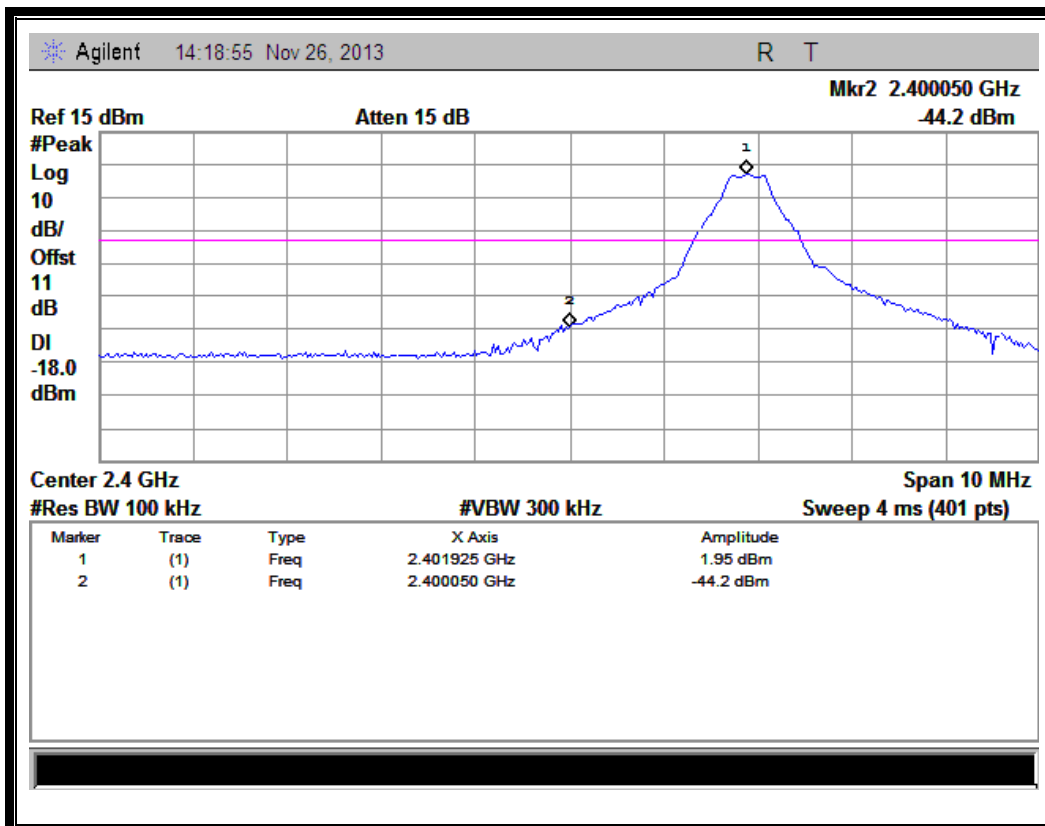 Agilent 14:18:55 Nov 26, 2013 R T
Mkr2 2.400050 GHz
Ref 15 dBm Atten 15 dB -44.2 dBm
#Peak
Log
10
dB/
Offst
11
dB
DI
-18.0
dBm
1
2
Center 2.4 GHz Span 10 MHz
#Res BW 100 kHz #VBW 300 kHz Sweep 4 ms (401 pts)
Marker Trace Type X Axis Amplitude
1 (1) Freq 2.401925 GHz 1.95 dBm
2 (1) Freq 2.400050 GHz -44.2 dBm